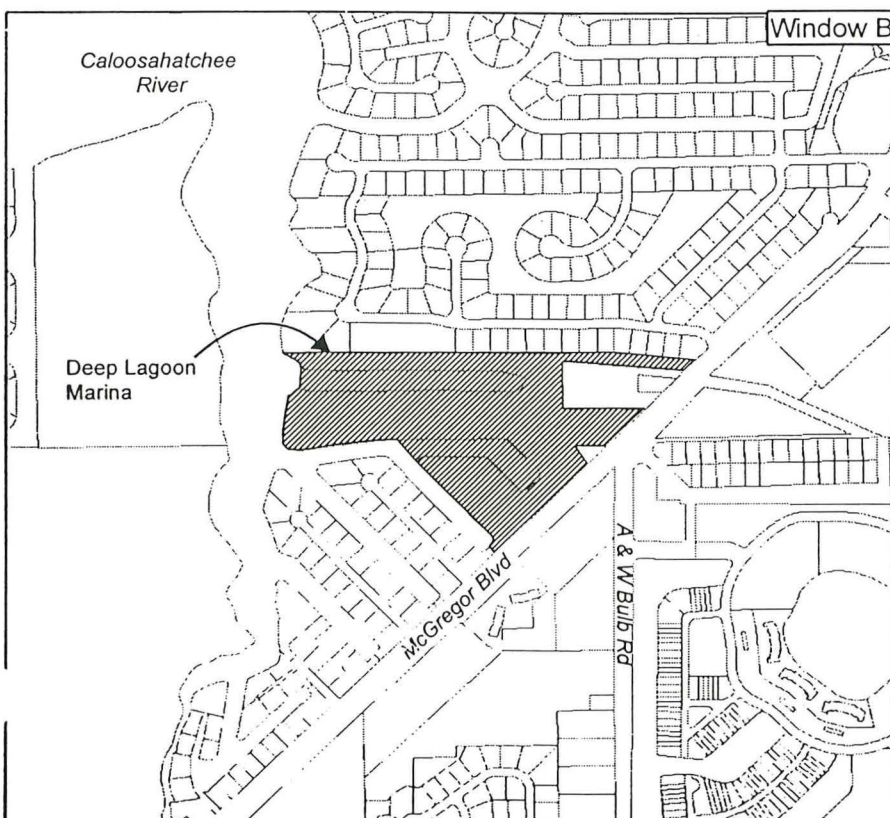 Window B
Caloosahatchee
River
Deep Lagoon
Marina
McGregor Blvd
A & W Bulb Rd